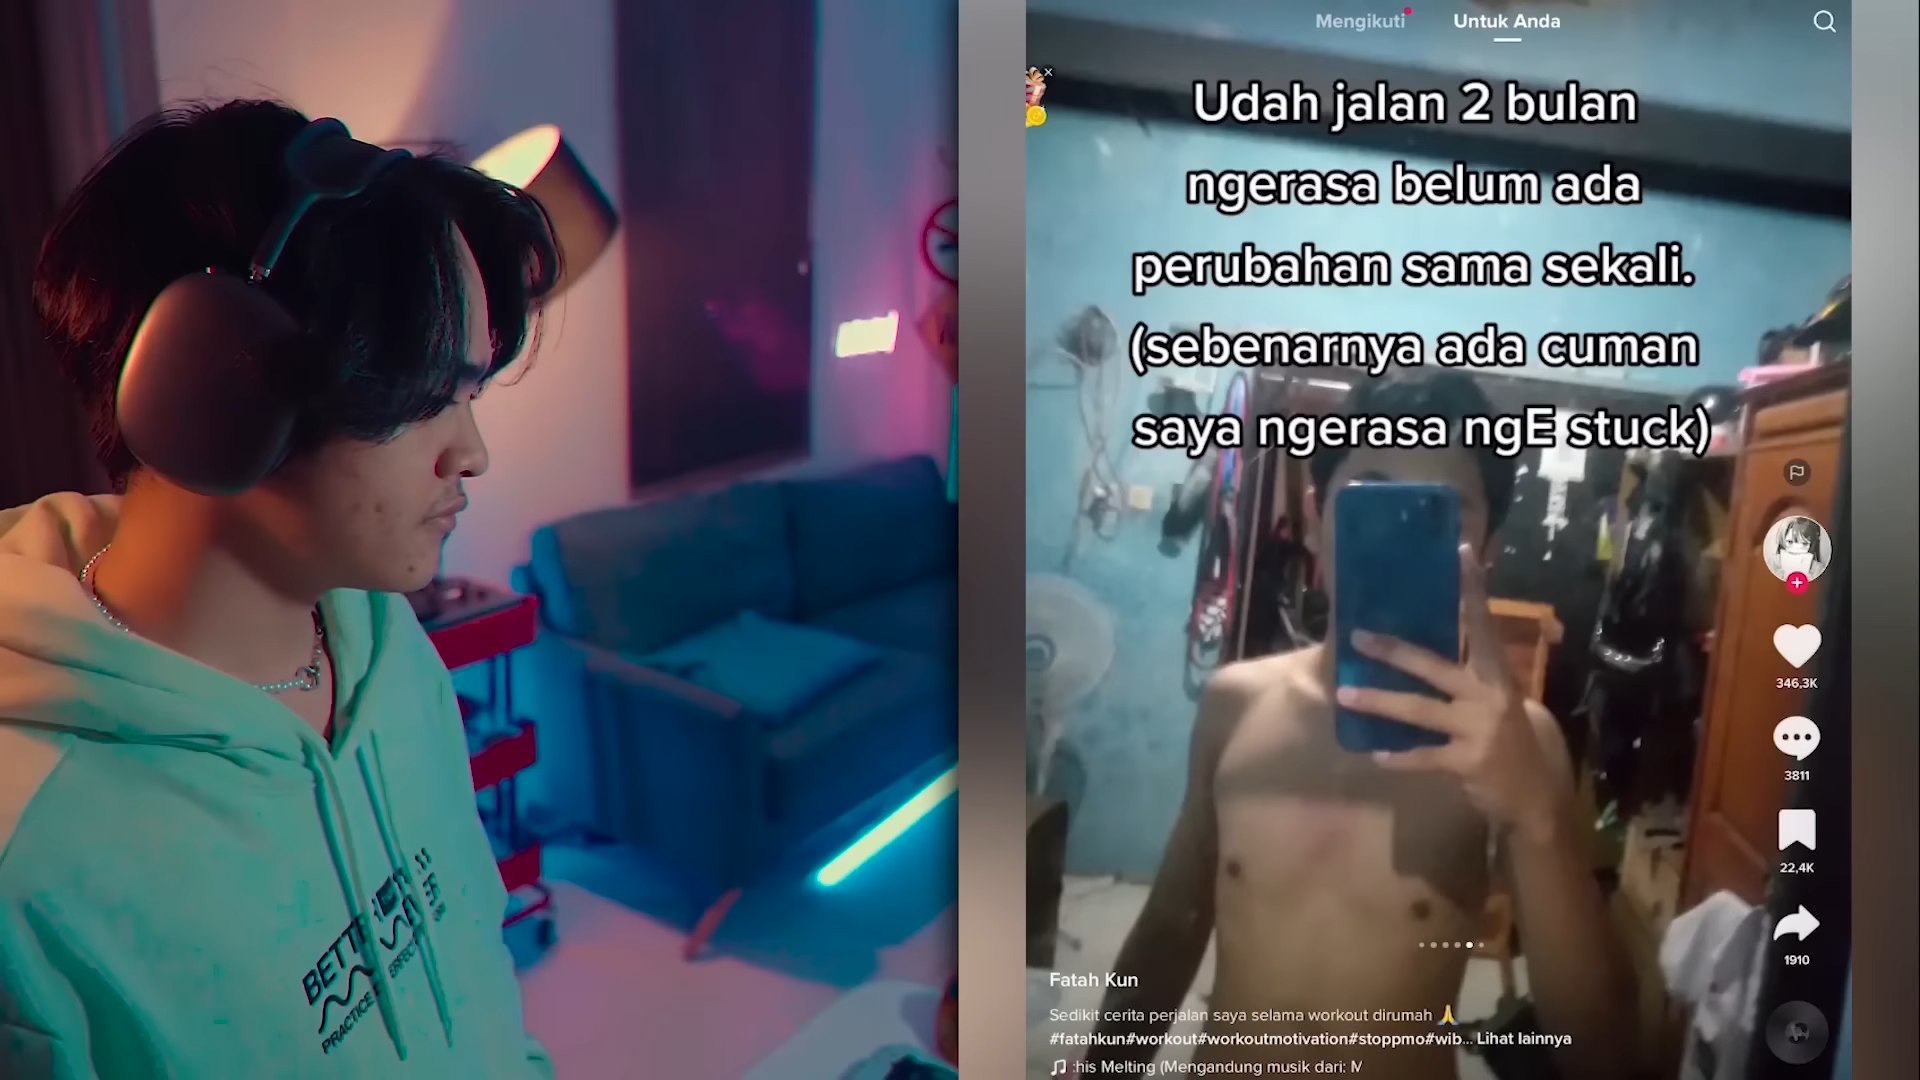 Mengikuti
Untuk Anda
Udah jalan 2 bulan
ngerasa belum ada
perubahan sama sekali.
(sebenarnya ada cuman
saya ngerasa ngE stuck)
346,3K
3811
22,4K
1910
Fatah Kun
Sedikit cerita perjalan saya selama workout dirumah 🙏
#fatahkun#workout#workoutmotivation#stoppmo#wib... Lihat lainnya
:his Melting (Mengandung musik dari: M
PRACTICE